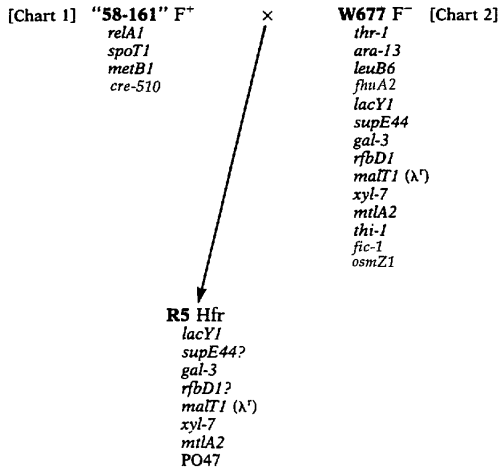 [Chart 1] "58-161" F⁺ × W677 F⁻ [Chart 2]
relA1 thr-1
spoT1 ara-13
metB1 leuB6
cre-510 fhuA2
lacY1
supE44
gal-3
rfbD1
malT1 (λʳ)
xyl-7
mtlA2
thi-1
fic-1
osmZ1
R5 Hfr
lacY1
supE44?
gal-3
rfbD1?
malT1 (λʳ)
xyl-7
mtlA2
PO47